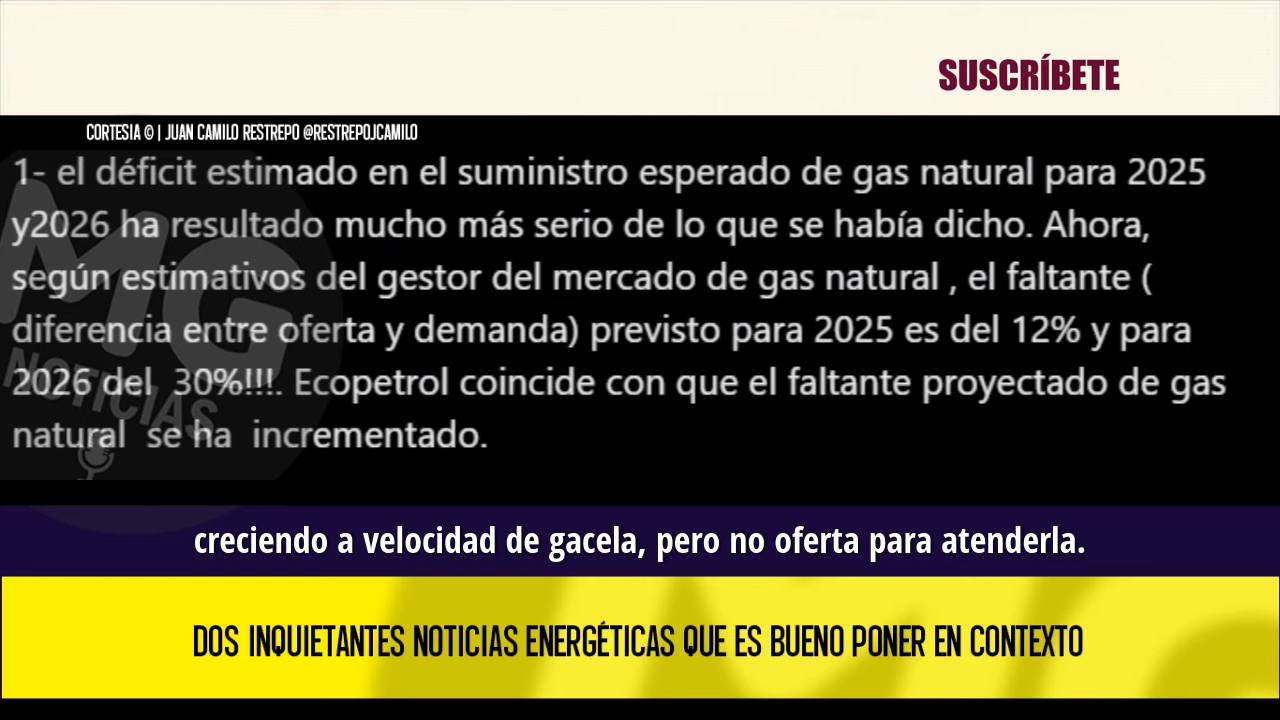 SUSCRÍBETE
CORTESIA © | JUAN CAMILO RESTREPO @RESTREPOJCAMILO
1- el déficit estimado en el suministro esperado de gas natural para 2025
y2026 ha resultado mucho más serio de lo que se había dicho. Ahora,
según estimativos del gestor del mercado de gas natural , el faltante (
diferencia entre oferta y demanda) previsto para 2025 es del 12% y para
2026 del  30%!!!. Ecopetrol coincide con que el faltante proyectado de gas
natural  se ha  incrementado.
MG
NOTICIAS
creciendo a velocidad de gacela, pero no oferta para atenderla.
DOS INQUIETANTES NOTICIAS ENERGÉTICAS QUE ES BUENO PONER EN CONTEXTO